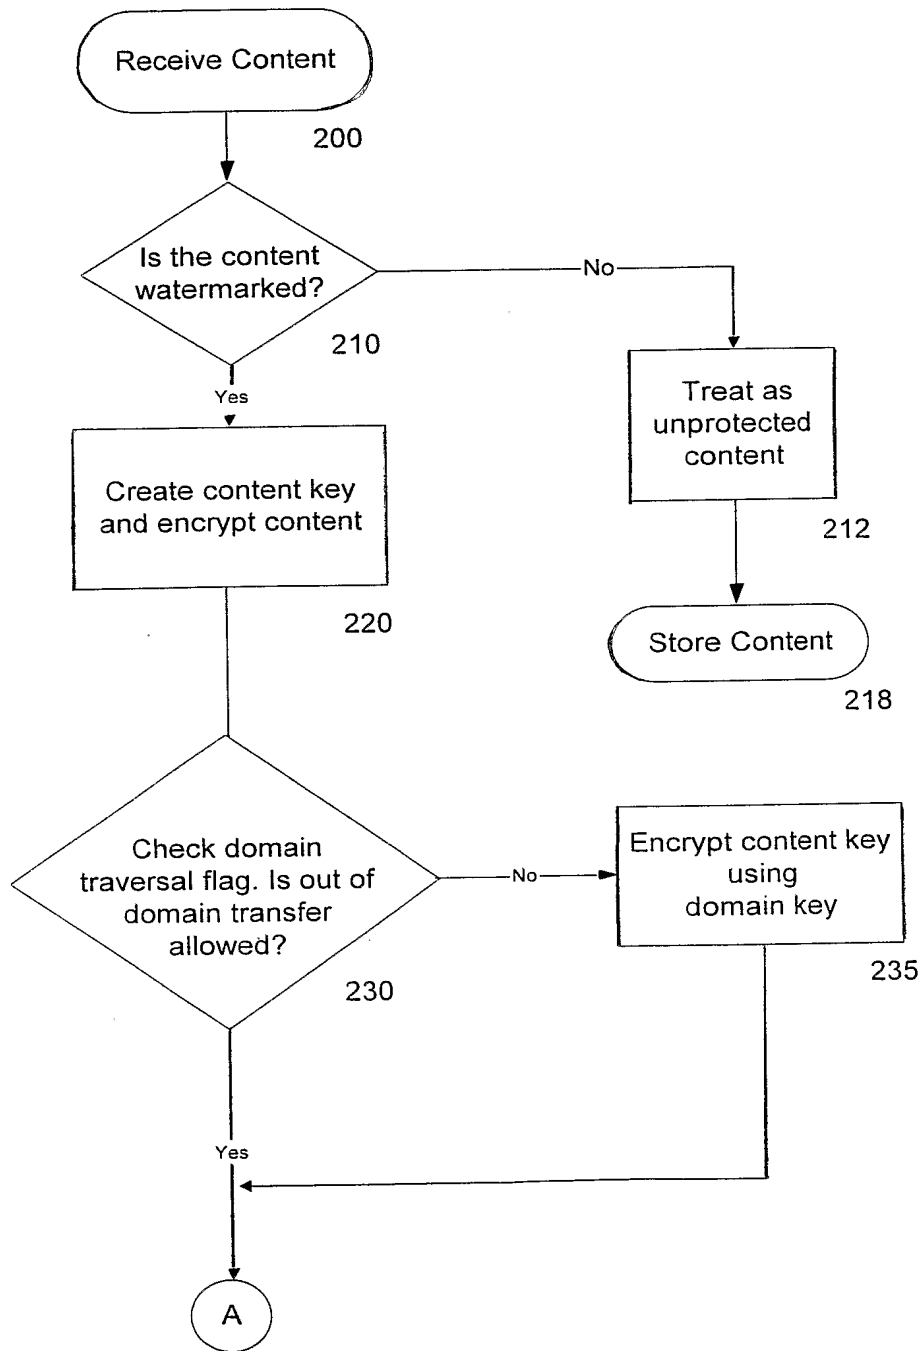 Receive Content
200
Is the content
watermarked?
210
No
Yes
Treat as
unprotected
content
212
Create content key
and encrypt content
220
Store Content
218
Check domain
traversal flag. Is out of
domain transfer
allowed?
230
No
Encrypt content key
using
domain key
235
Yes
A